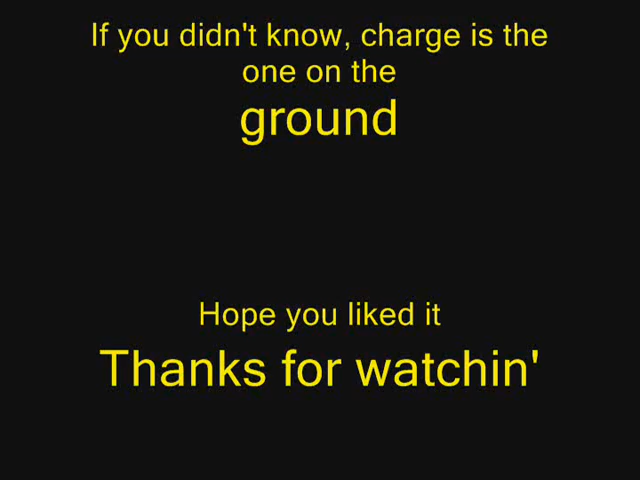 If you didn't know, charge is the
one on the
ground
Hope you liked it
Thanks for watchin'